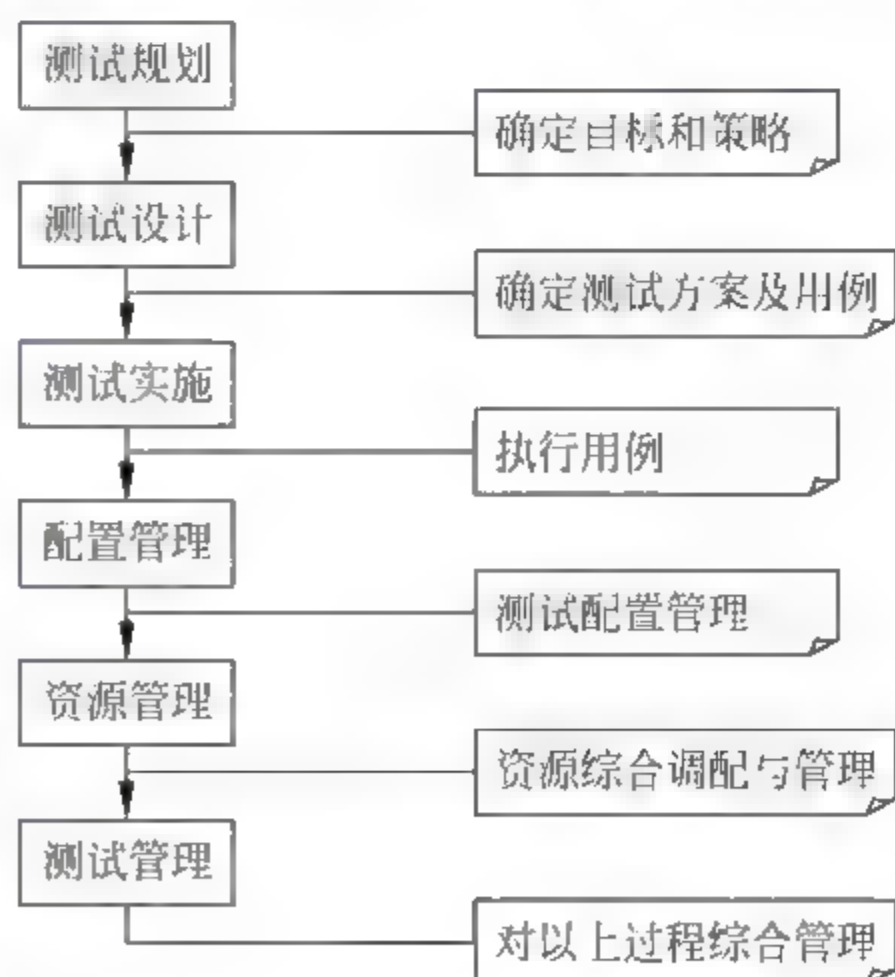 测试规划
确定目标和策略
测试设计
确定测试方案及用例
测试实施
执行用例
配置管理
测试配置管理
资源管理
资源综合调配与管理
测试管理
对以上过程综合管理